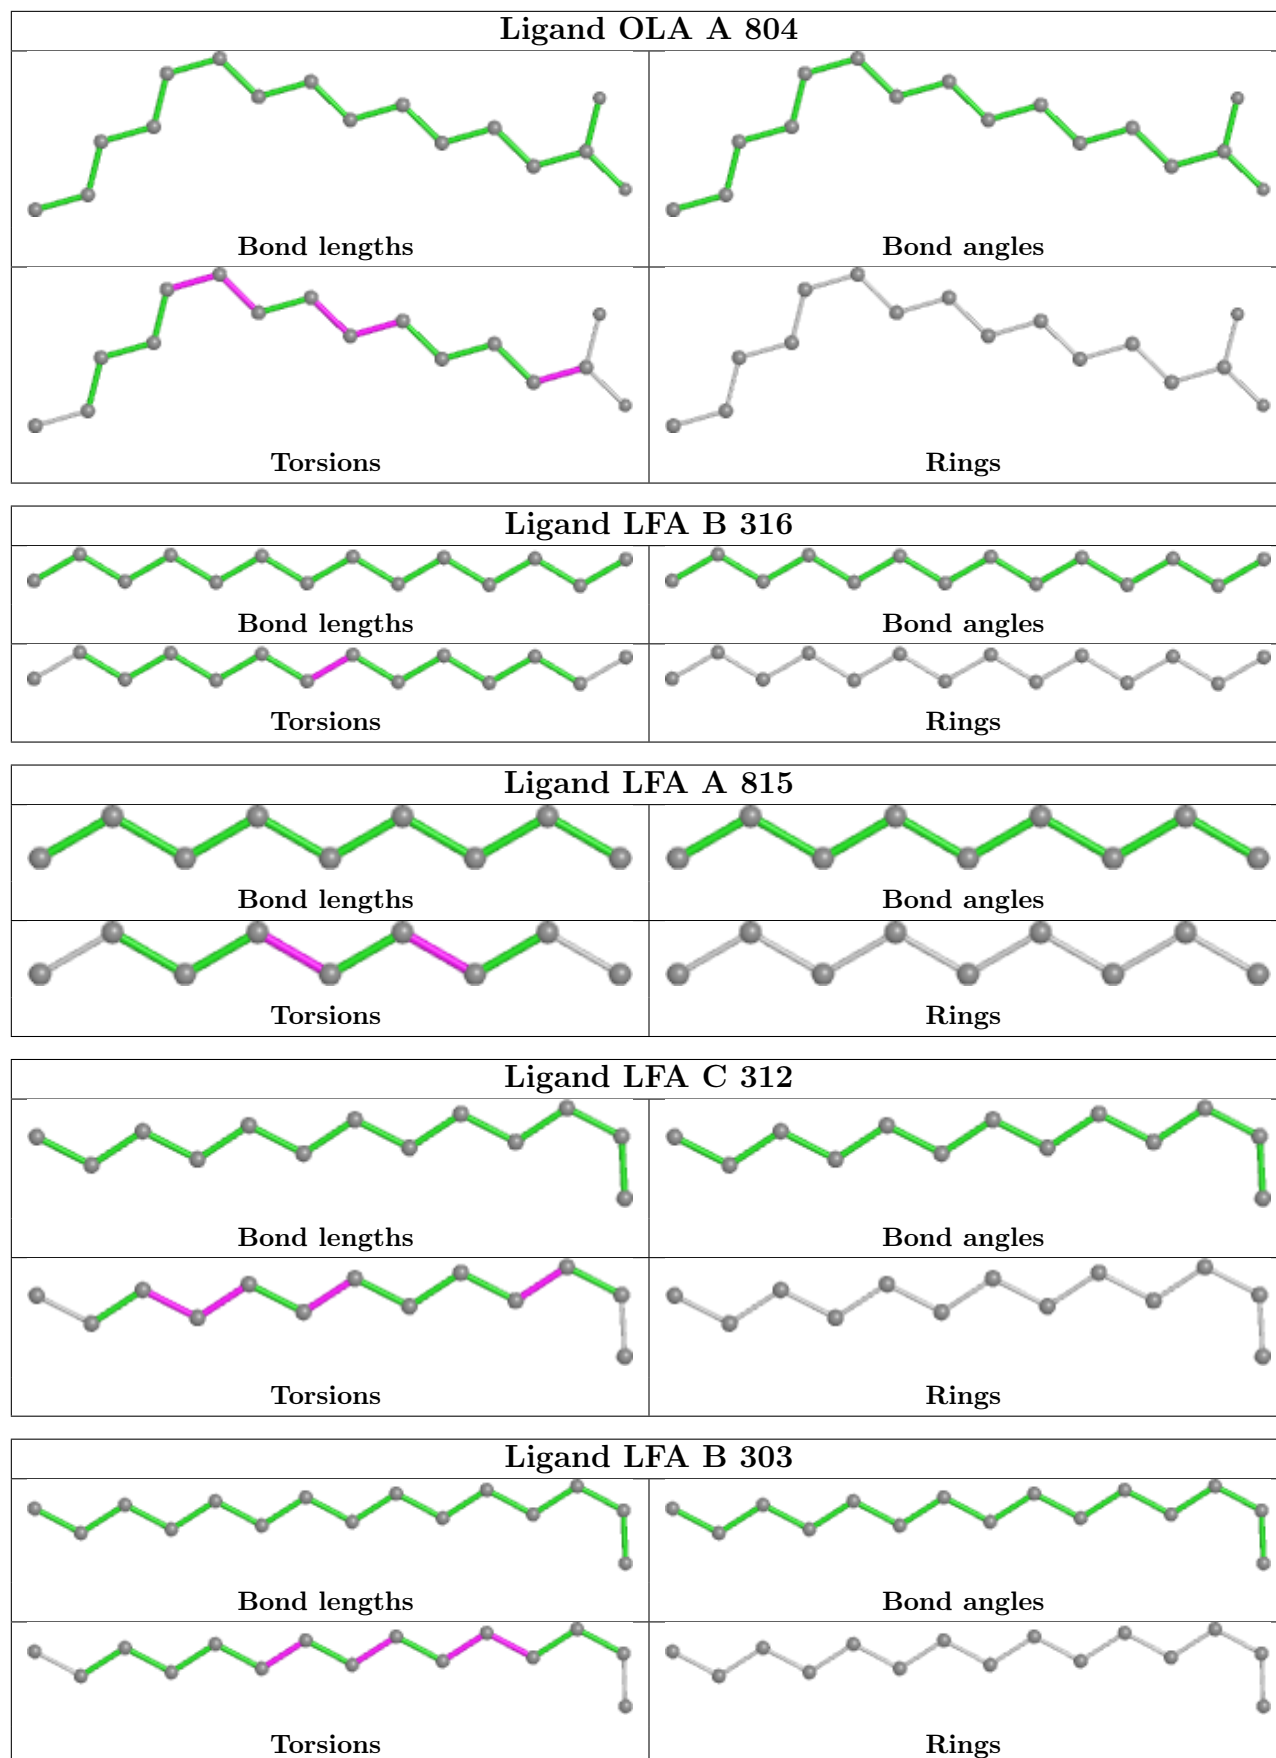 Ligand OLA A 804
Bond lengths
Bond angles
Torsions
Rings
Ligand LFA B 316
Bond lengths
Bond angles
Torsions
Rings
Ligand LFA A 815
Bond lengths
Bond angles
Torsions
Rings
Ligand LFA C 312
Bond lengths
Bond angles
Torsions
Rings
Ligand LFA B 303
Bond lengths
Bond angles
Torsions
Rings